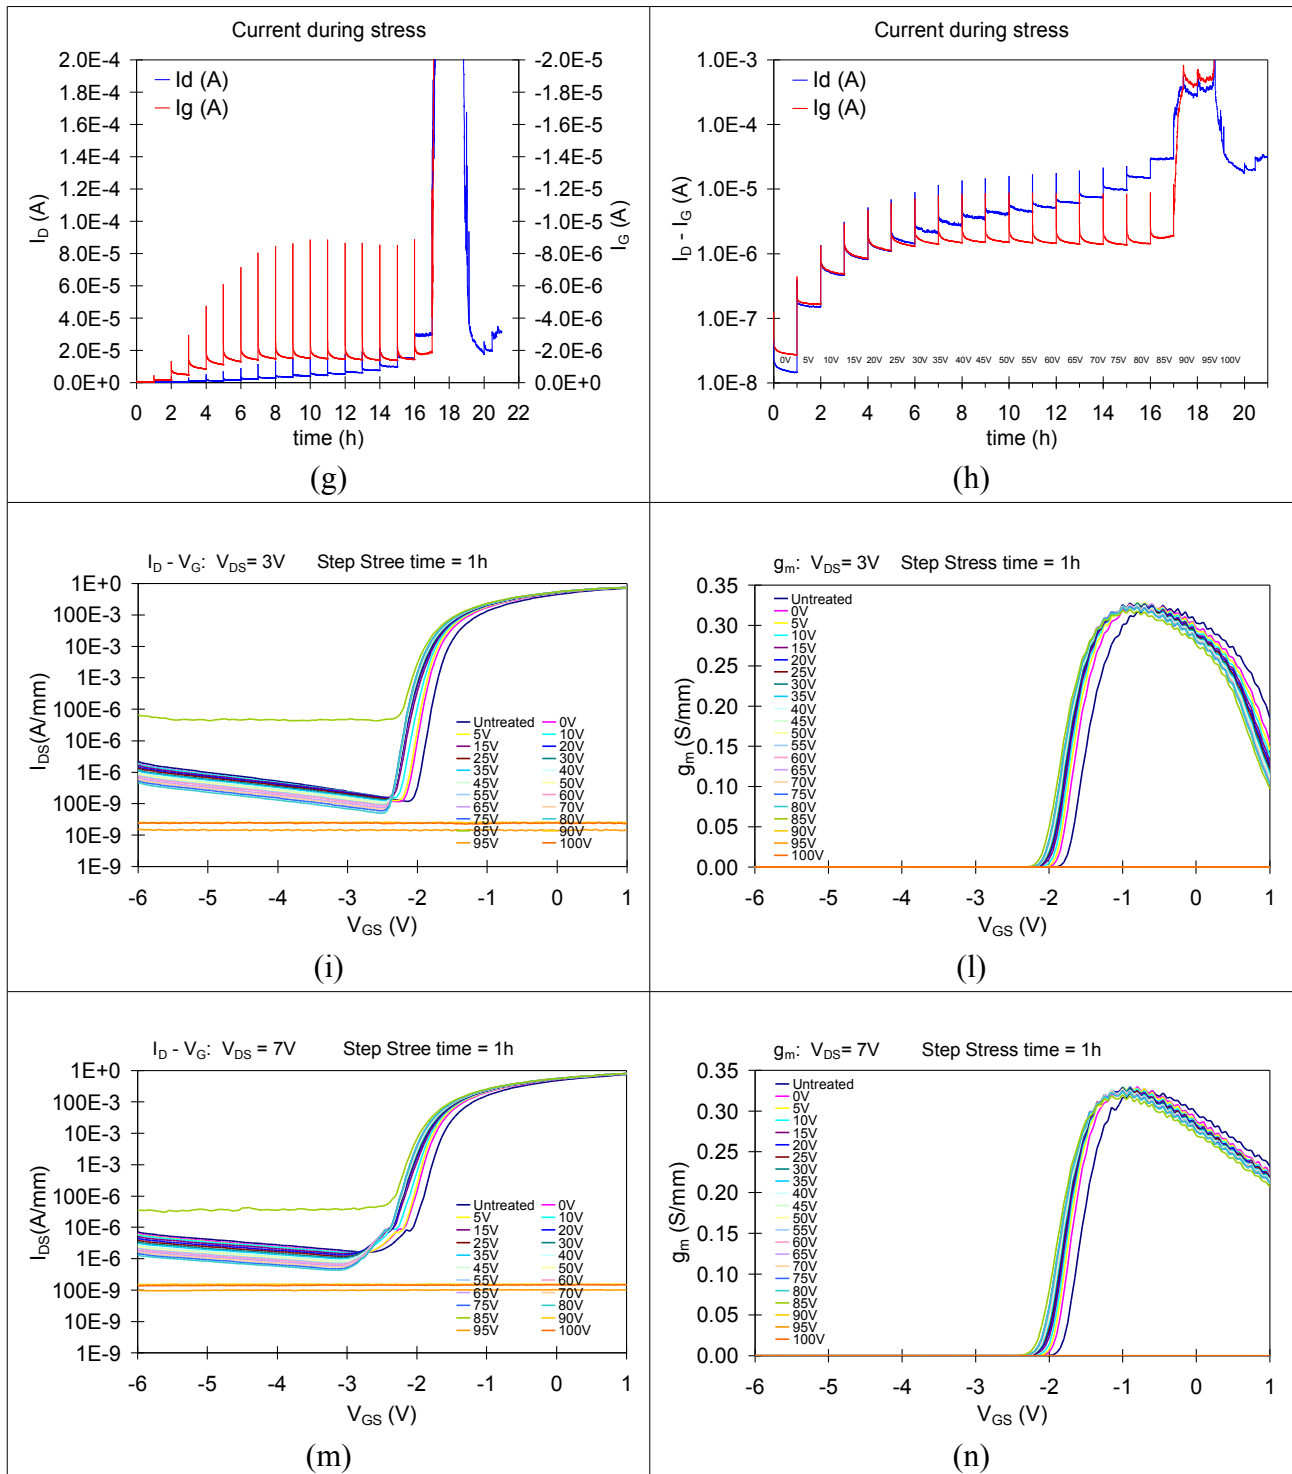 Current during stress
2.0E-4
1.8E-4
1.6E-4
1.4E-4
1.2E-4
1.0E-4
8.0E-5
6.0E-5
4.0E-5
2.0E-5
0.0E+0
I_D (A)
Id (A)
Ig (A)
-2.0E-5
-1.8E-5
-1.6E-5
-1.4E-5
-1.2E-5
-1.0E-5
-8.0E-6
-6.0E-6
-4.0E-6
-2.0E-6
0.0E+0
I_G (A)
0 2 4 6 8 10 12 14 16 18 20 22
time (h)
(g)
Current during stress
1.0E-3
1.0E-4
1.0E-5
1.0E-6
1.0E-7
1.0E-8
I_D - I_G (A)
Id (A)
Ig (A)
0V 5V 10V 15V 20V 25V 30V 35V 40V 45V 50V 55V 60V 65V 70V 75V 80V 85V 90V 95V 100V
0 2 4 6 8 10 12 14 16 18 20
time (h)
(h)
I_D - V_G: V_DS= 3V Step Stree time = 1h
1E+0
100E-3
10E-3
1E-3
100E-6
10E-6
1E-6
100E-9
10E-9
1E-9
I_DS(A/mm)
Untreated 0V
5V 10V
15V 20V
25V 30V
35V 40V
45V 50V
55V 60V
65V 70V
75V 80V
85V 90V
95V 100V
-6 -5 -4 -3 -2 -1 0 1
V_GS (V)
(i)
g_m: V_DS= 3V Step Stress time = 1h
0.35
0.30
0.25
0.20
0.15
0.10
0.05
0.00
g_m (S/mm)
Untreated
0V
5V
10V
15V
20V
25V
30V
35V
40V
45V
50V
55V
60V
65V
70V
75V
80V
85V
90V
95V
100V
-6 -5 -4 -3 -2 -1 0 1
V_GS (V)
(l)
I_D - V_G: V_DS = 7V Step Stree time = 1h
1E+0
100E-3
10E-3
1E-3
100E-6
10E-6
1E-6
100E-9
10E-9
1E-9
I_DS(A/mm)
Untreated 0V
5V 10V
15V 20V
25V 30V
35V 40V
45V 50V
55V 60V
65V 70V
75V 80V
85V 90V
95V 100V
-6 -5 -4 -3 -2 -1 0 1
V_GS (V)
(m)
g_m: V_DS= 7V Step Stress time = 1h
0.35
0.30
0.25
0.20
0.15
0.10
0.05
0.00
g_m (S/mm)
Untreated
0V
5V
10V
15V
20V
25V
30V
35V
40V
45V
50V
55V
60V
65V
70V
75V
80V
85V
90V
95V
100V
-6 -5 -4 -3 -2 -1 0 1
V_GS (V)
(n)